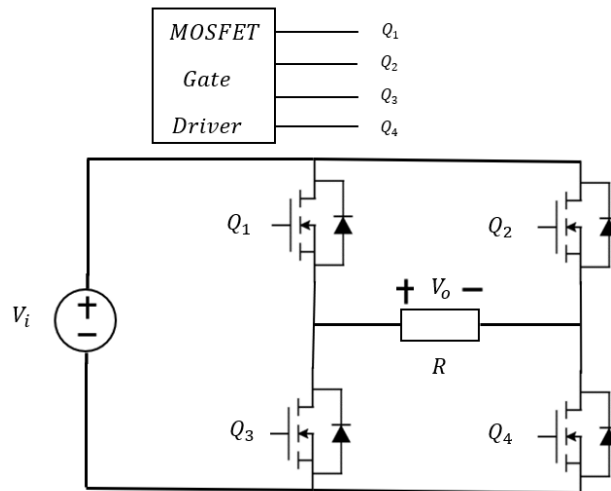 MOSFET
Gate
Driver
Q₁
Q₂
Q₃
Q₄
Q₁
Q₂
+ Vₒ −
Vᵢ
+
−
R
Q₃
Q₄